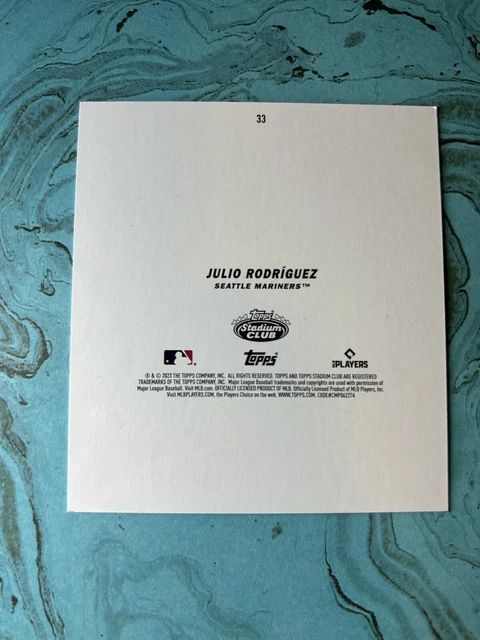 33
JULIO RODRÍGUEZ
SEATTLE MARINERS™
Topps
Stadium
CLUB
Topps
MLB PLAYERS
® & © 2023 THE TOPPS COMPANY, INC. ALL RIGHTS RESERVED. TOPPS AND TOPPS STADIUM CLUB ARE REGISTERED
TRADEMARKS OF THE TOPPS COMPANY, INC. Major League Baseball trademarks and copyrights are used with permission of
Major League Baseball. Visit MLB.com. OFFICIALLY LICENSED PRODUCT OF MLB. Officially Licensed Product of MLB Players, Inc.
Visit MLBPLAYERS.COM, the Players Choice on the web. WWW.TOPPS.COM. CODE#CMP062274